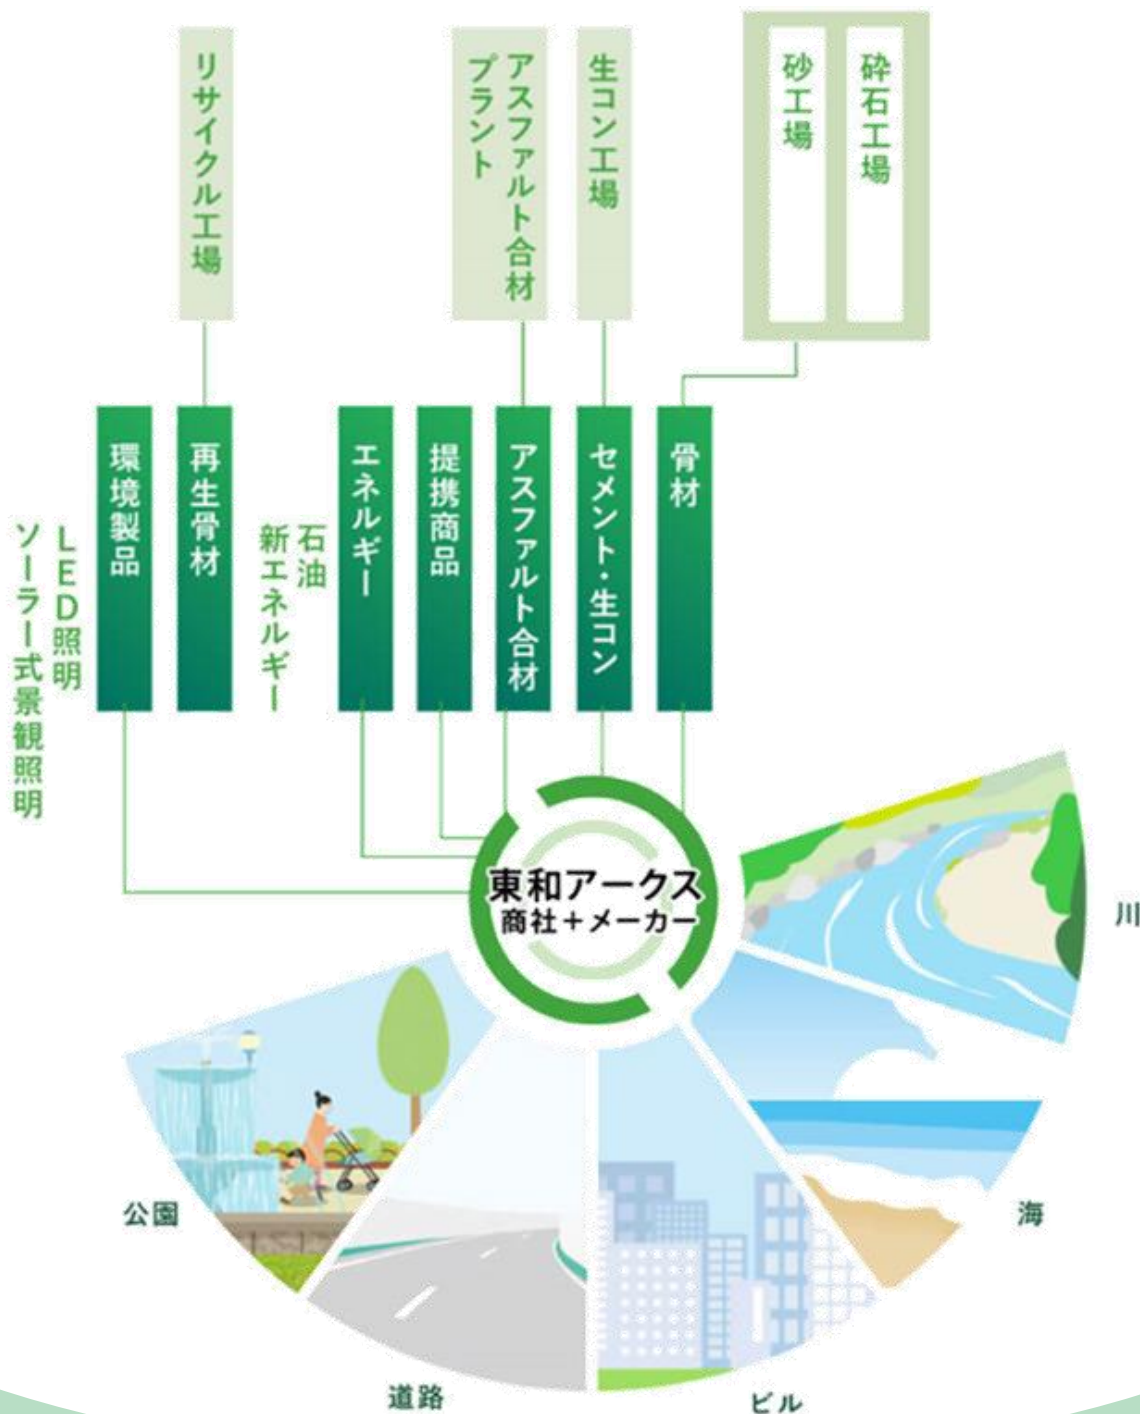 碎石工場
砂工場
生コン工場
アスファルト合材
プラント
リサイクル工場
骨材
セメント・生コン
アスファルト合材
提携商品
エネルギー
石油
新エネルギー
再生骨材
環境製品
LED照明
ソーラー式景観照明
東和アークス
商社+メーカー
川
海
ビル
道路
公園